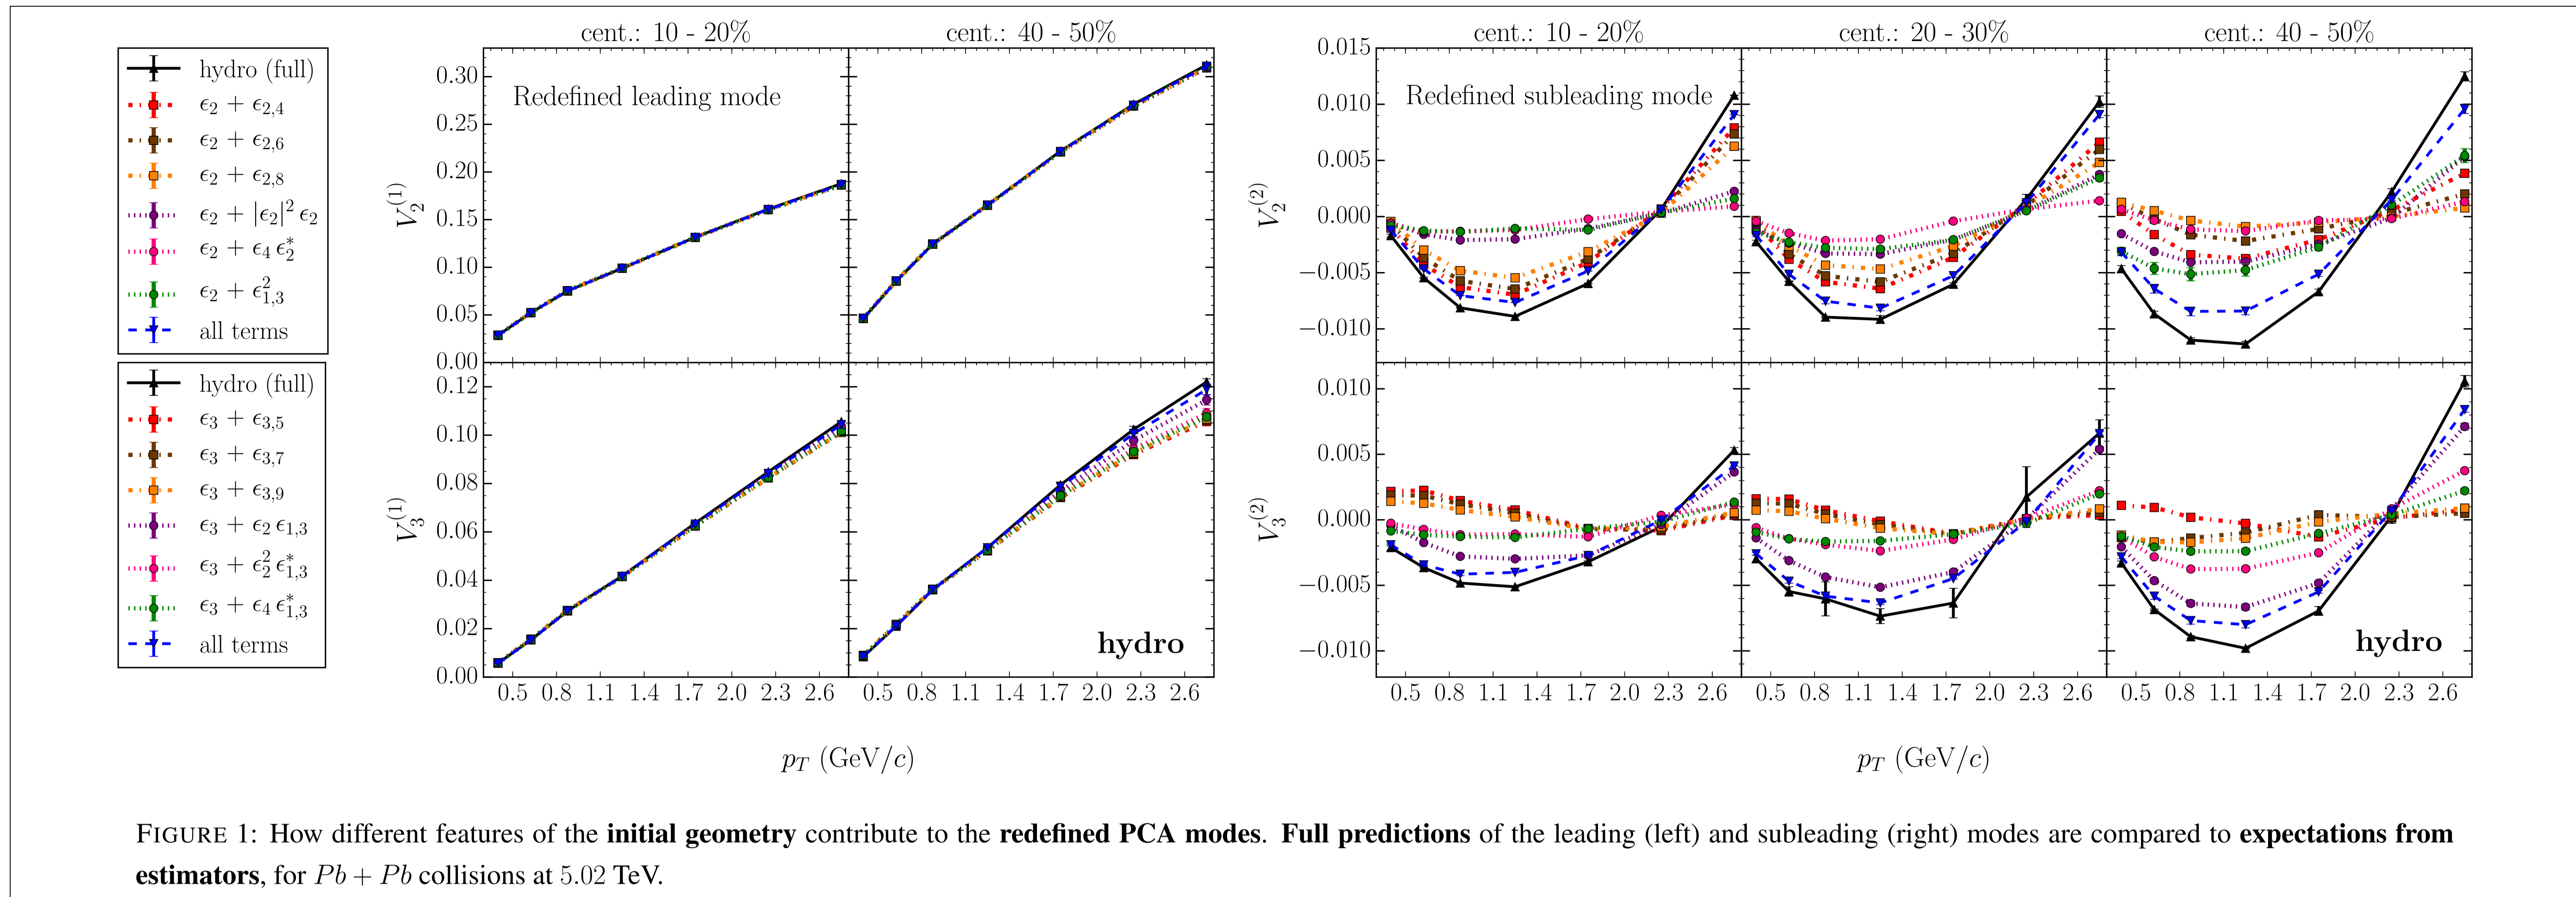 cent.: 10 - 20%
cent.: 40 - 50%
cent.: 10 - 20%
cent.: 20 - 30%
cent.: 40 - 50%
hydro (full)
ϵ₂ + ϵ₂,₄
ϵ₂ + ϵ₂,₆
ϵ₂ + ϵ₂,₈
ϵ₂ + |ϵ₂|² ϵ₂
ϵ₂ + ϵ₄ ϵ₂*
ϵ₂ + ϵ²₁,₃
all terms
hydro (full)
ϵ₃ + ϵ₃,₅
ϵ₃ + ϵ₃,₇
ϵ₃ + ϵ₃,₉
ϵ₃ + ϵ₂ ϵ₁,₃
ϵ₃ + ϵ₂² ϵ*₁,₃
ϵ₃ + ϵ₄ ϵ*₁,₃
all terms
V₂⁽¹⁾
0.30
0.25
0.20
0.15
0.10
0.05
0.00
Redefined leading mode
V₃⁽¹⁾
0.12
0.10
0.08
0.06
0.04
0.02
0.00
hydro
0.5 0.8 1.1 1.4 1.7 2.0 2.3 2.6
0.5 0.8 1.1 1.4 1.7 2.0 2.3 2.6
p_T (GeV/c)
V₂⁽²⁾
0.015
0.010
0.005
0.000
−0.005
−0.010
Redefined subleading mode
V₃⁽²⁾
0.010
0.005
0.000
−0.005
−0.010
hydro
0.5 0.8 1.1 1.4 1.7 2.0 2.3 2.6
0.5 0.8 1.1 1.4 1.7 2.0 2.3 2.6
0.5 0.8 1.1 1.4 1.7 2.0 2.3 2.6
p_T (GeV/c)
FIGURE 1: How different features of the initial geometry contribute to the redefined PCA modes. Full predictions of the leading (left) and subleading (right) modes are compared to expectations from
estimators, for Pb + Pb collisions at 5.02 TeV.